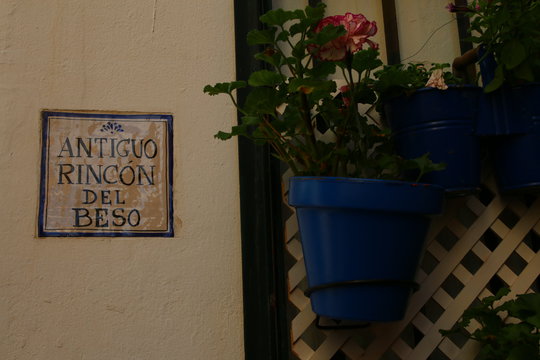 ANTIGUO
RINCÓN
DEL
BESO